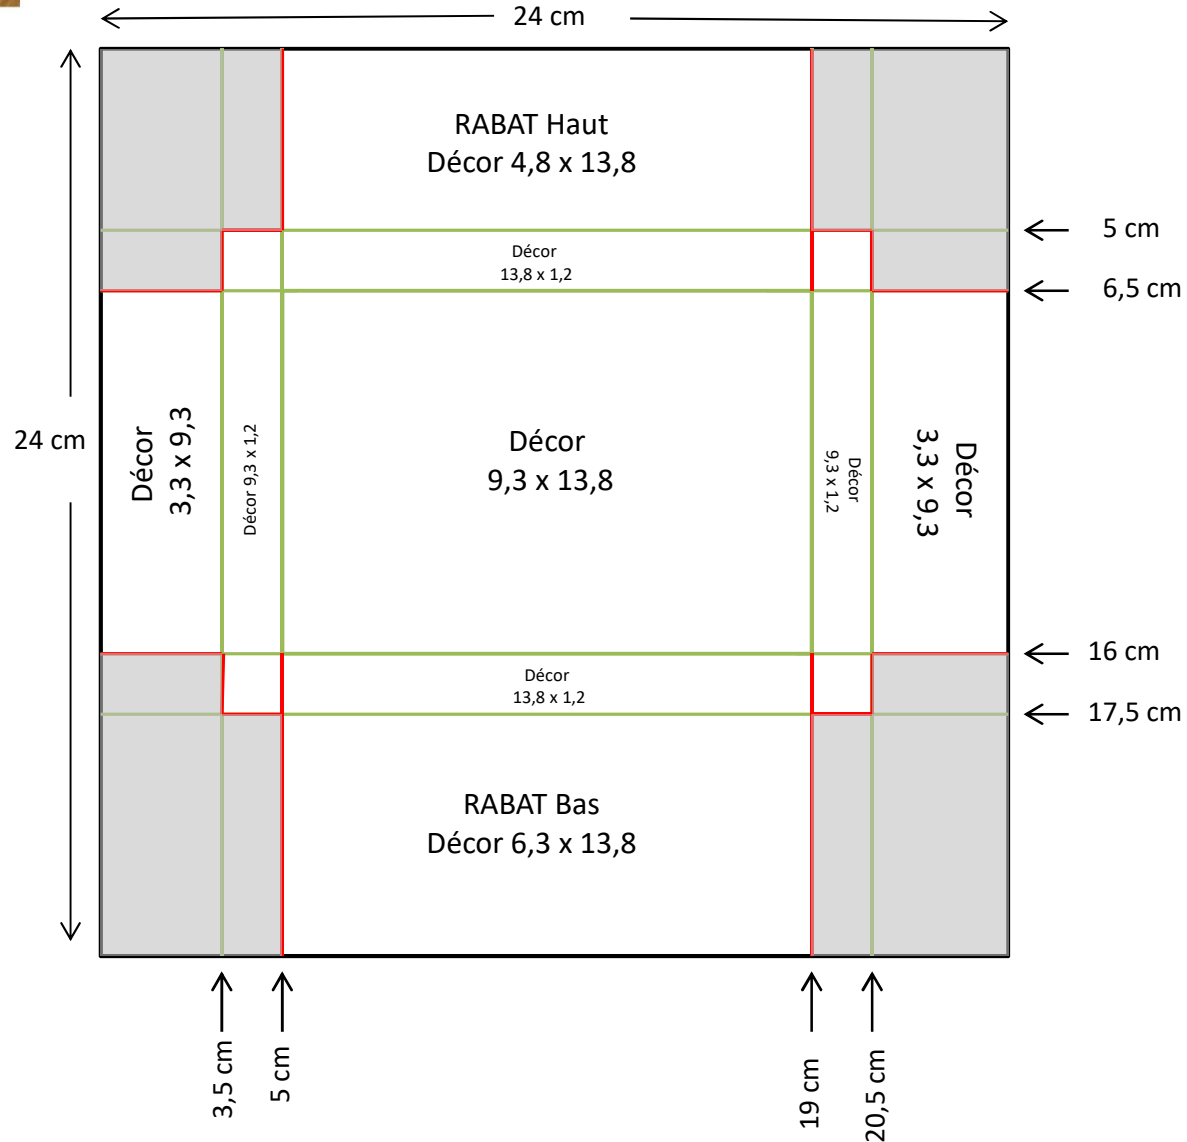 24 cm
RABAT Haut
Décor 4,8 x 13,8
5 cm
Décor
13,8 x 1,2
6,5 cm
24 cm
Décor
3,3 x 9,3
Décor 9,3 x 1,2
Décor
9,3 x 13,8
Décor
9,3 x 1,2
Décor
3,3 x 9,3
16 cm
Décor
13,8 x 1,2
17,5 cm
RABAT Bas
Décor 6,3 x 13,8
3,5 cm
5 cm
19 cm
20,5 cm